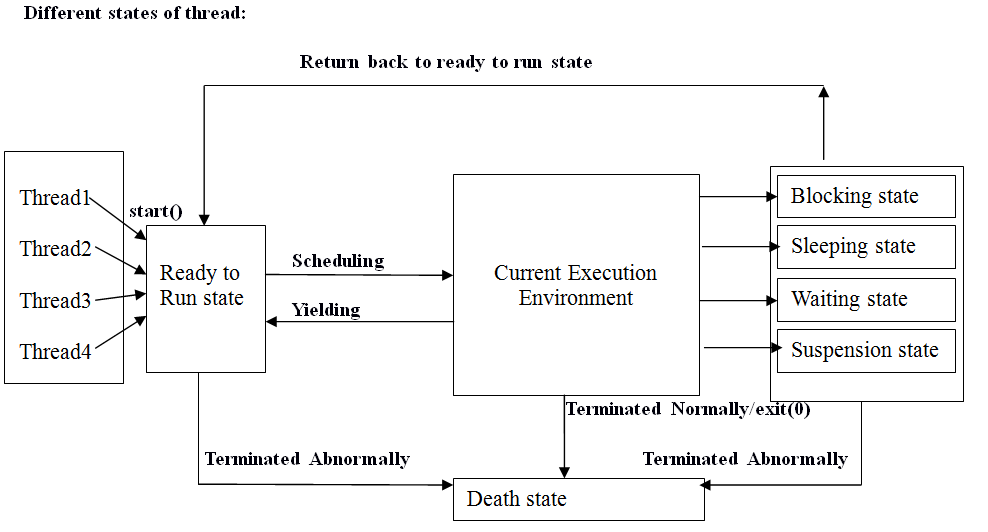 Different states of thread:
Return back to ready to run state
Thread1
Thread2
Thread3
Thread4
start()
Ready to
Run state
Scheduling
Yielding
Current Execution
Environment
Blocking state
Sleeping state
Waiting state
Suspension state
Terminated Normally/exit(0)
Terminated Abnormally
Terminated Abnormally
Death state